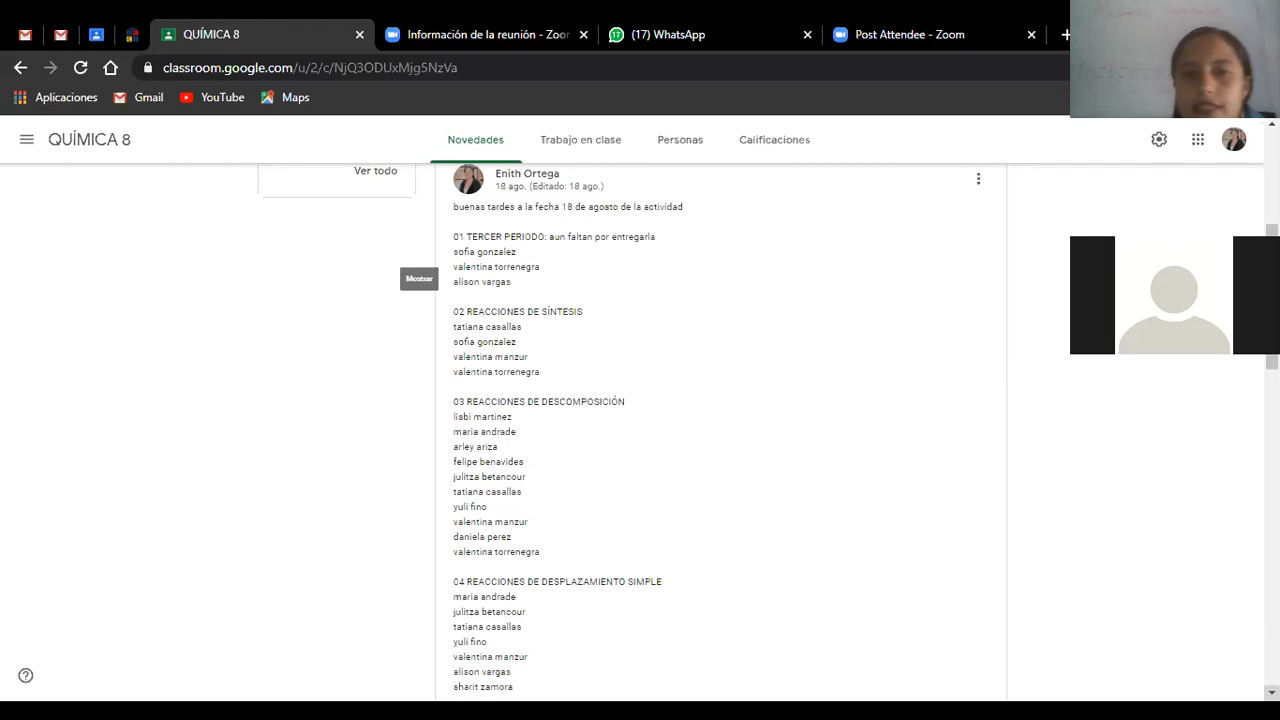 QUÍMICA 8
Información de la reunión - Zoor
(17) WhatsApp
Post Attendee - Zoom
classroom.google.com/u/2/c/NjQ3ODUxMjg5NzVa
Aplicaciones
Gmail
YouTube
Maps
QUÍMICA 8
Novedades
Trabajo en clase
Personas
Calificaciones
Ver todo
Enith Ortega
18 ago. (Editado: 18 ago.)
buenas tardes a la fecha 18 de agosto de la actividad
01 TERCER PERIODO: aun faltan por entregarla
sofia gonzalez
valentina torrenegra
Mostrar
alison vargas
02 REACCIONES DE SÍNTESIS
tatiana casallas
sofia gonzalez
valentina manzur
valentina torrenegra
03 REACCIONES DE DESCOMPOSICIÓN
lisbi martinez
maria andrade
arley ariza
felipe benavides
julitza betancour
tatiana casallas
yuli fino
valentina manzur
daniela perez
valentina torrenegra
04 REACCIONES DE DESPLAZAMIENTO SIMPLE
maria andrade
julitza betancour
tatiana casallas
yuli fino
valentina manzur
alison vargas
sharit zamora